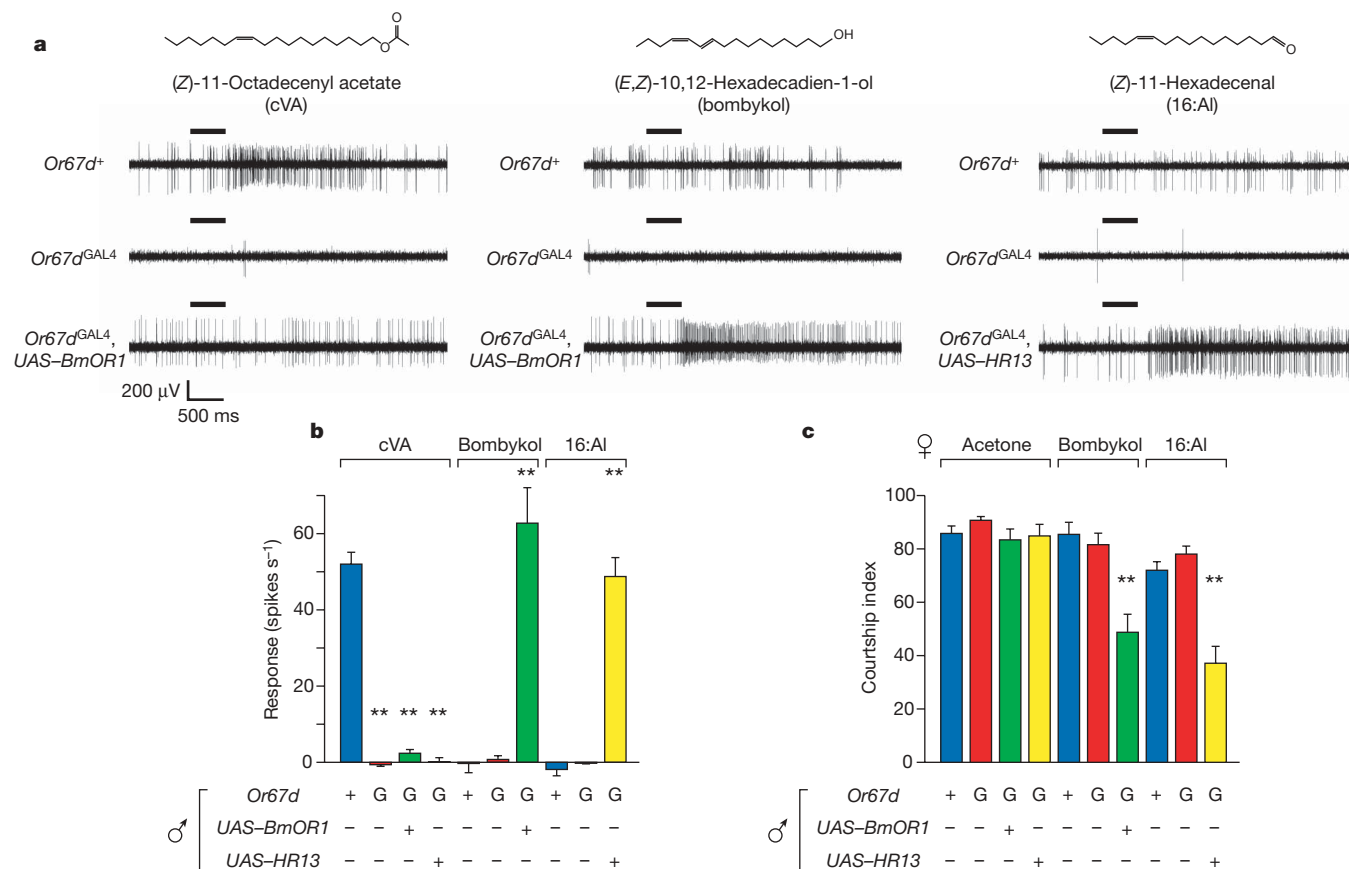 a
O
O
OH
O
(Z)-11-Octadecenyl acetate
(cVA)
(E,Z)-10,12-Hexadecadien-1-ol
(bombykol)
(Z)-11-Hexadecenal
(16:Al)
Or67d+
Or67d+
Or67d+
Or67dGAL4
Or67dGAL4
Or67dGAL4
Or67dGAL4,
UAS–BmOR1
Or67dGAL4,
UAS–BmOR1
Or67dGAL4,
UAS–HR13
200 μV
500 ms
b
cVA Bombykol 16:Al
** ** ** ** **
Response (spikes s−1)
60
40
20
0
Or67d + G G G + G G + G G
♂ UAS–BmOR1 – – + – – – + – – –
UAS–HR13 – – – + – – – – – +
c
♀ Acetone Bombykol 16:Al
** **
Courtship index
100
80
60
40
20
0
Or67d + G G G + G G + G G
♂ UAS–BmOR1 – – + – – – + – – –
UAS–HR13 – – – + – – – – – +